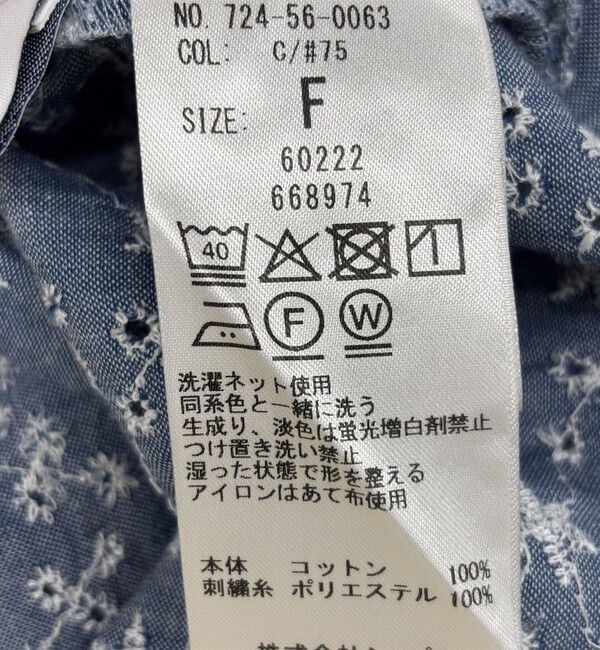 NO. 724-56-0063
COL: C/#75
SIZE: F
60222
668974
40
F W
洗濯ネット使用
同系色と一緒に洗う
生成り、淡色は蛍光増白剤禁止
つけ置き洗い禁止
湿った状態で形を整える
アイロンはあて布使用
本体 コットン 100%
刺繍糸 ポリエステル 100%